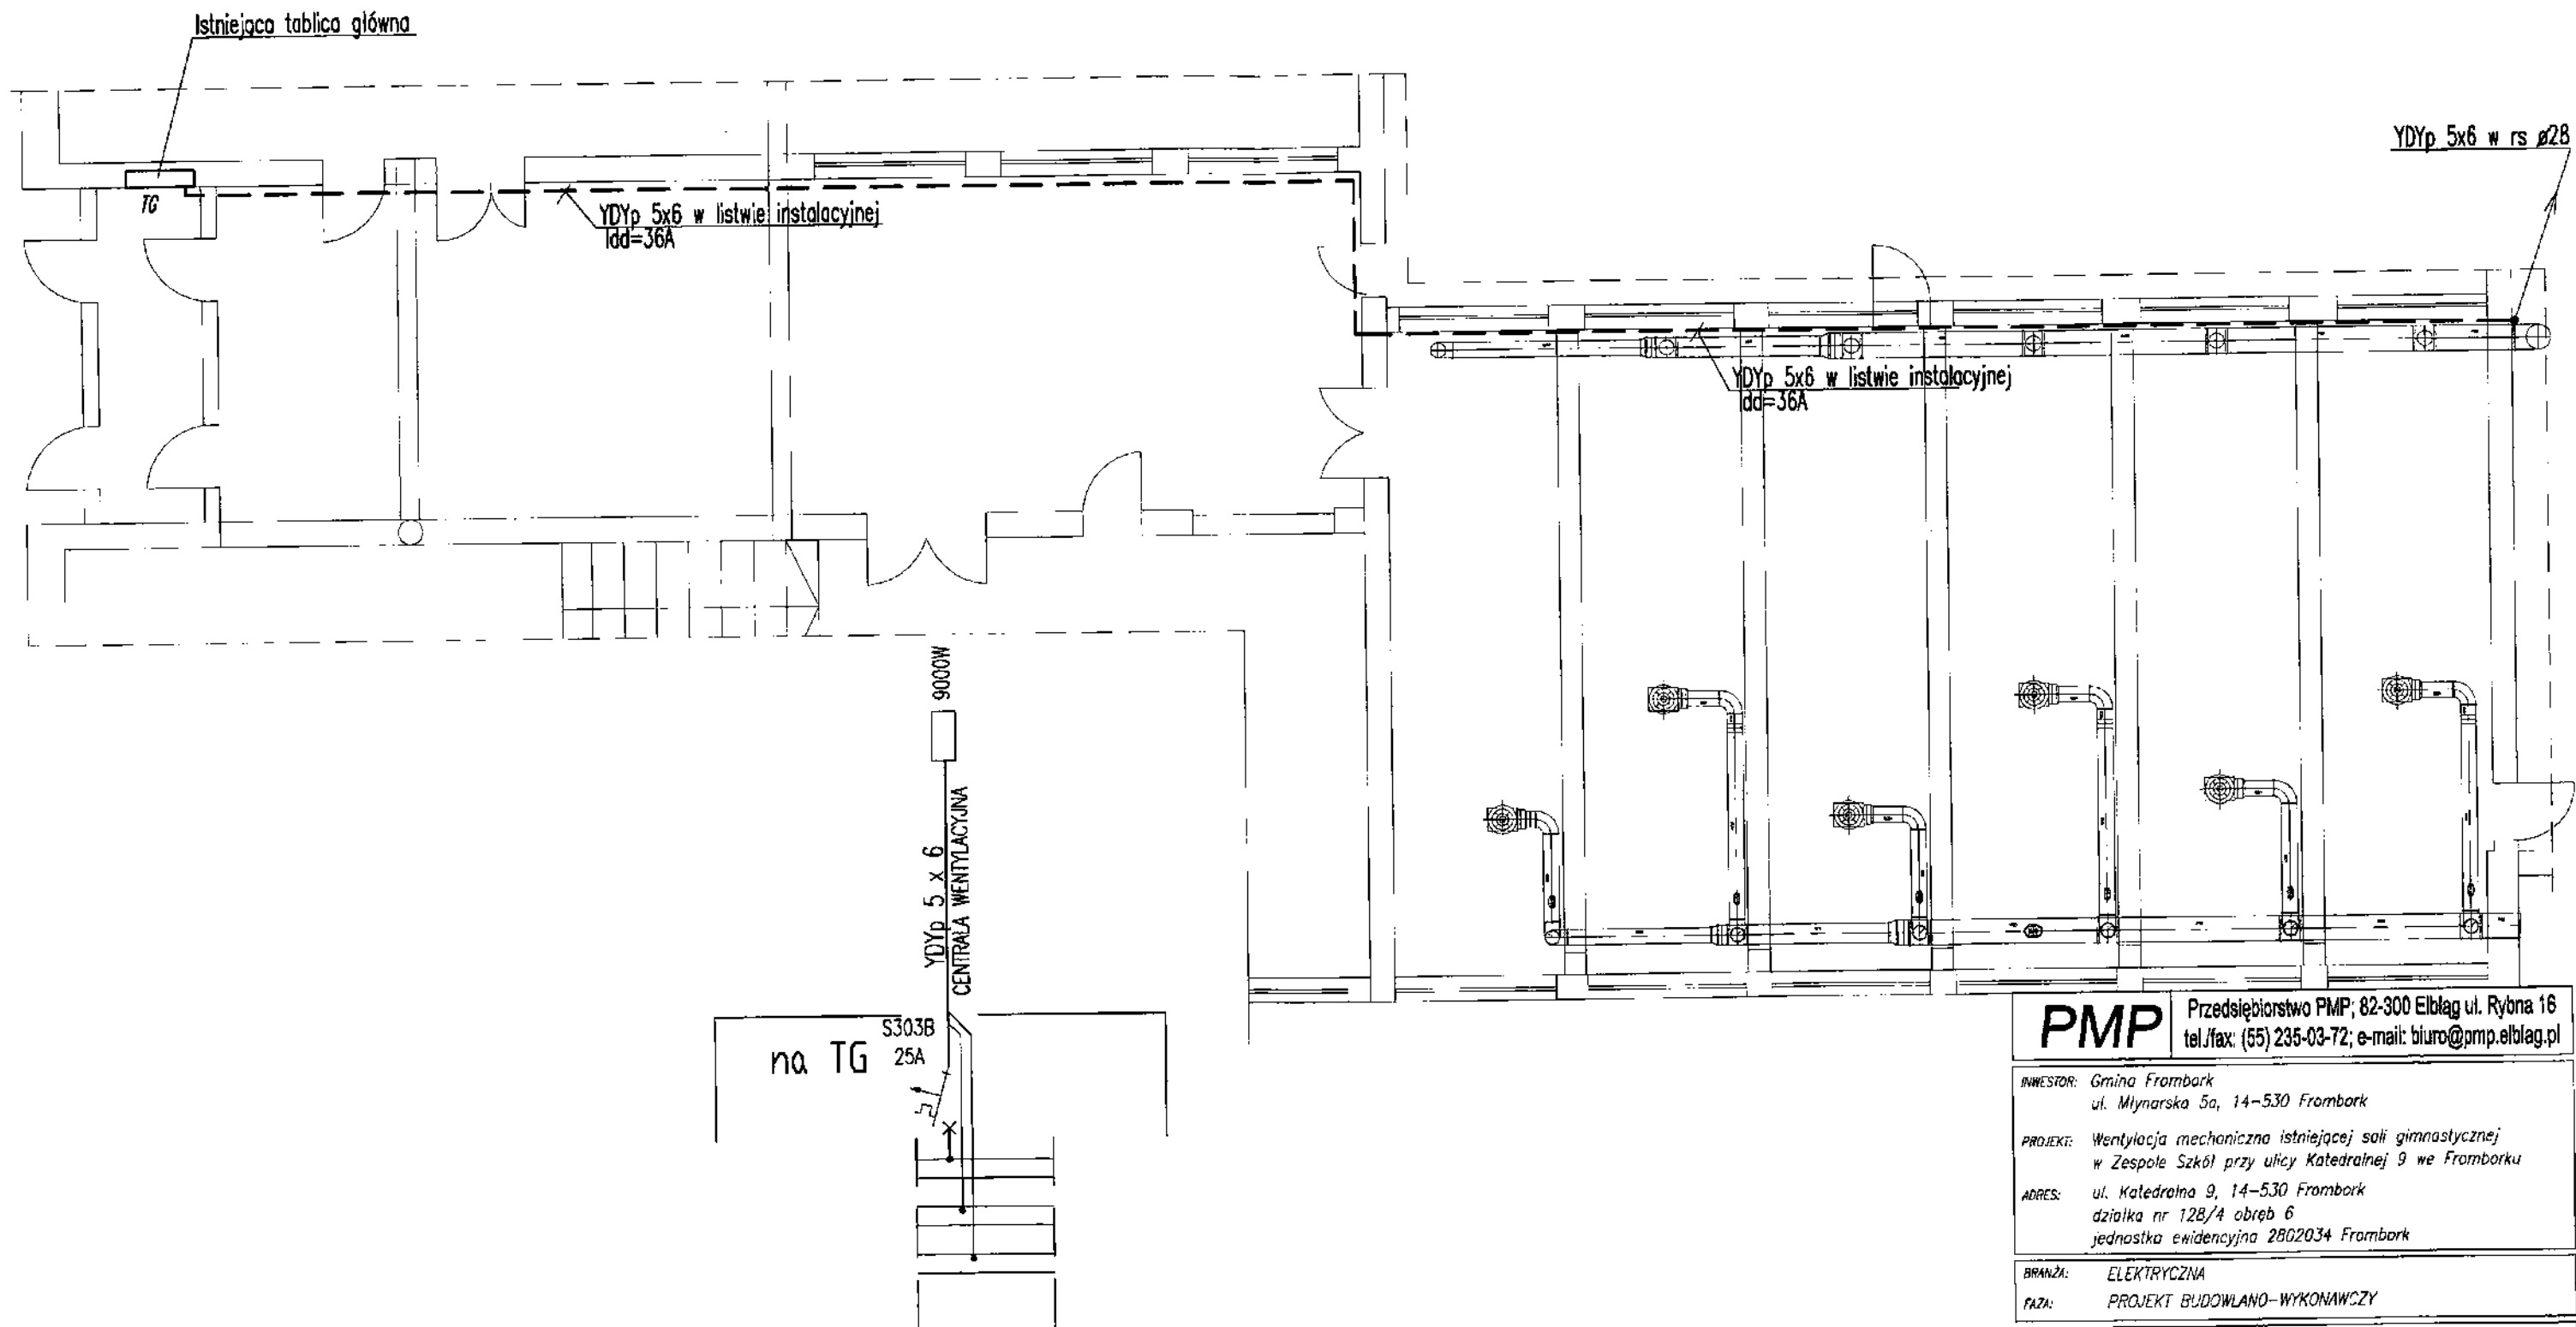 Istniejąca tablica główna
TG
YDYp 5x6 w listwie instalacyjnej
Idd=36A
YDYp 5x6 w rs ø28
YDYp 5x6 w listwie instalacyjnej
Idd=36A
9000W
YDYp 5 x 6
CENTRALA WENTYLACYJNA
na TG
S303B
25A
PMP
Przedsiębiorstwo PMP; 82-300 Elbląg ul. Rybna 16
tel./fax: (55) 235-03-72; e-mail: biuro@pmp.elblag.pl
INWESTOR: Gmina Frombork
ul. Młynarska 5a, 14-530 Frombork
PROJEKT: Wentylacja mechaniczna istniejącej sali gimnastycznej
w Zespole Szkół przy ulicy Katedralnej 9 we Fromborku
ADRES: ul. Katedralna 9, 14-530 Frombork
działka nr 128/4 obręb 6
jednostka ewidencyjna 2802034 Frombork
BRANŻA: ELEKTRYCZNA
FAZA: PROJEKT BUDOWLANO-WYKONAWCZY